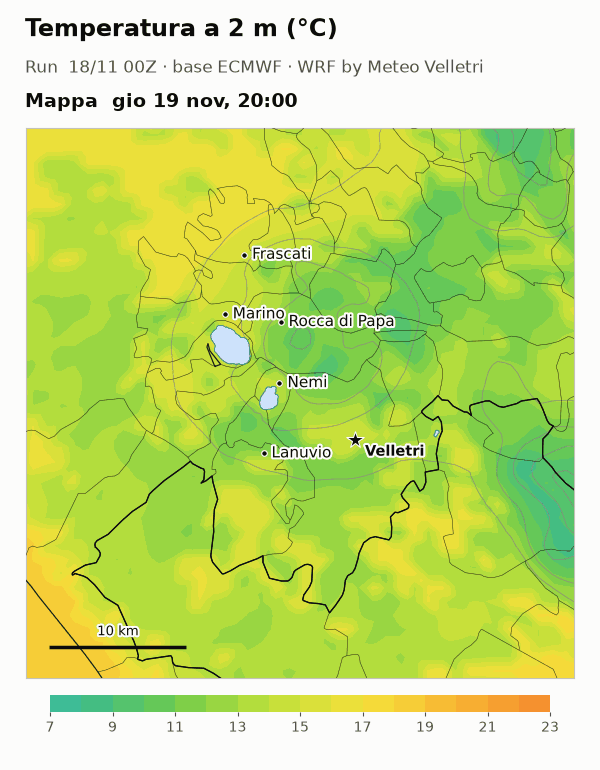 Temperatura a 2 m (°C)
Run  18/11 00Z · base ECMWF · WRF by Meteo Velletri
Mappa  gio 19 nov, 20:00
Frascati
Marino
Rocca di Papa
Nemi
Velletri
Lanuvio
10 km
7 9 11 13 15 17 19 21 23